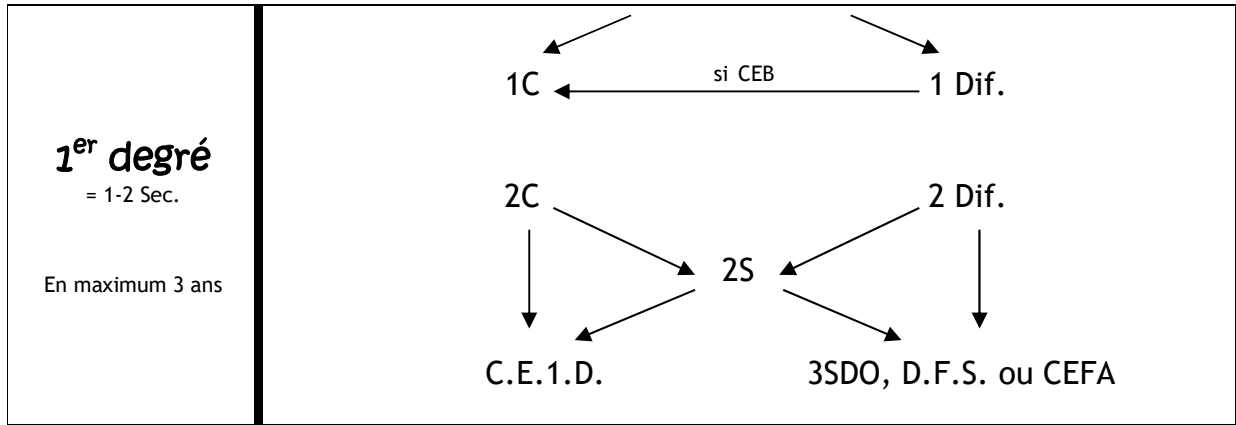 1er degré
= 1-2 Sec.
En maximum 3 ans
1C si CEB 1 Dif.
2C 2 Dif.
2S
C.E.1.D. 3SDO, D.F.S. ou CEFA